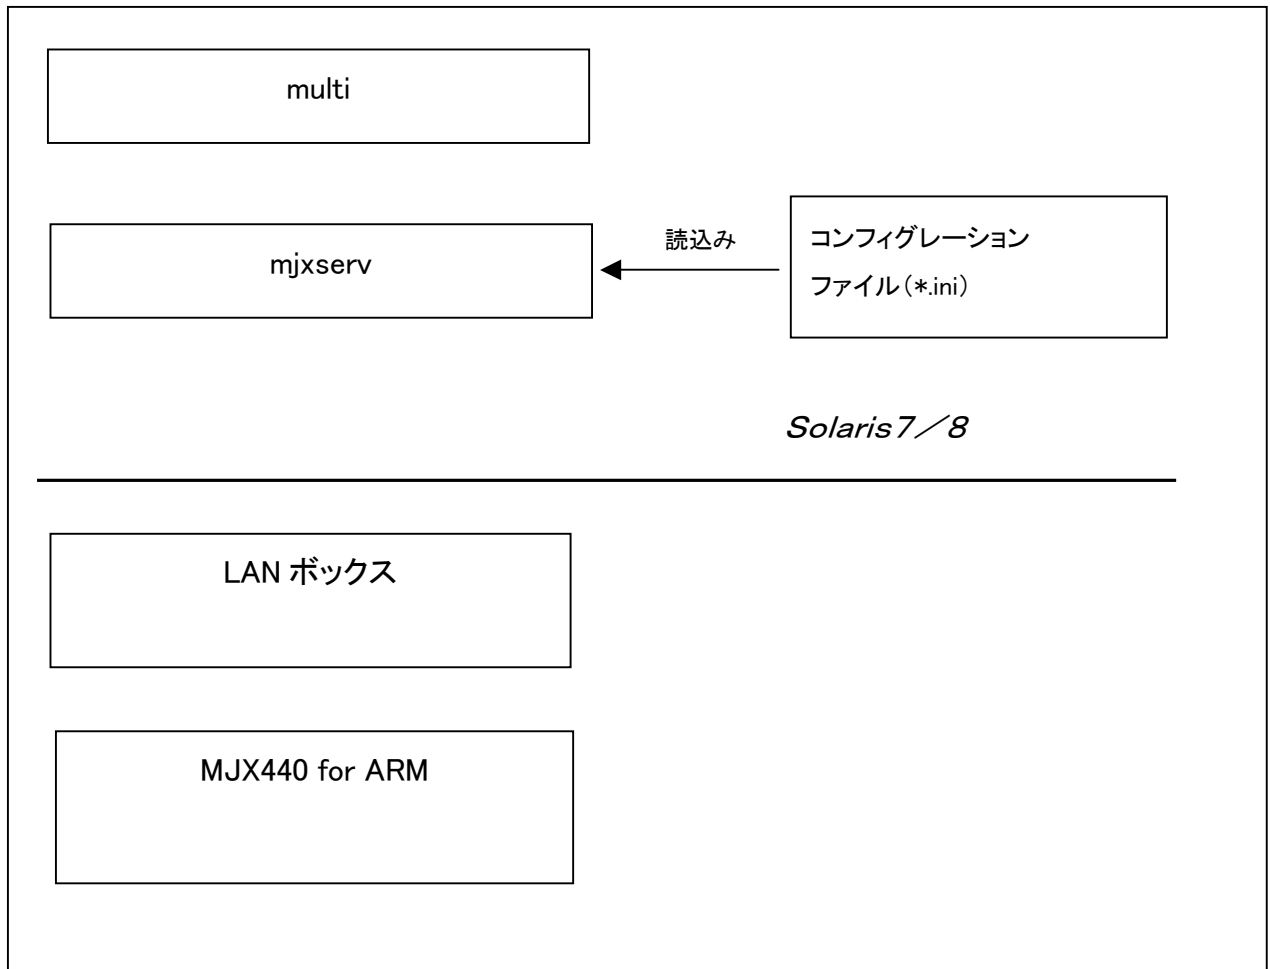 multi
mjxserv
読込み
コンフィグレーション
ファイル(*.ini)
Solaris7/8
LAN ボックス
MJX440 for ARM